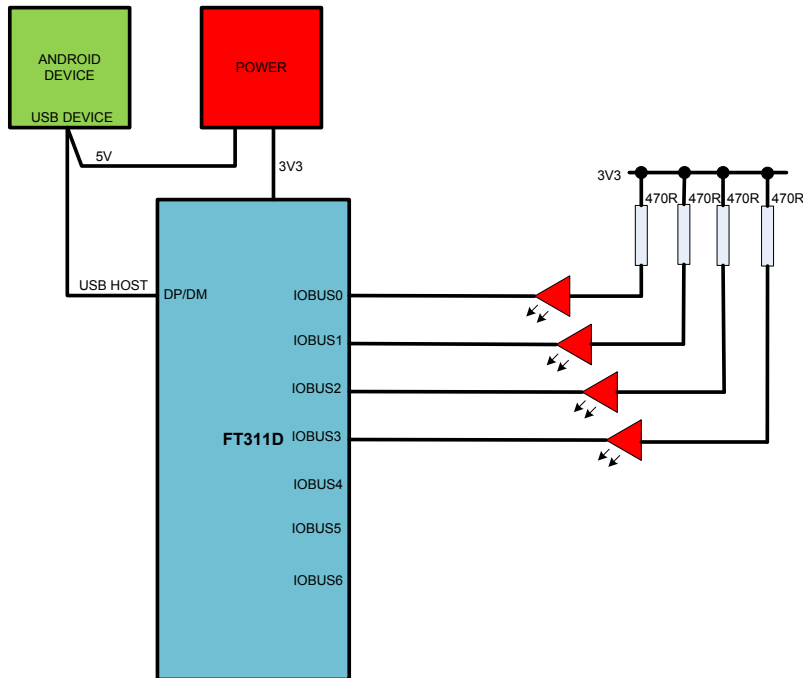 ANDROID
DEVICE
USB DEVICE
POWER
5V
3V3
3V3
470R
470R
470R
470R
USB HOST
DP/DM
IOBUS0
IOBUS1
IOBUS2
FT311D
IOBUS3
IOBUS4
IOBUS5
IOBUS6